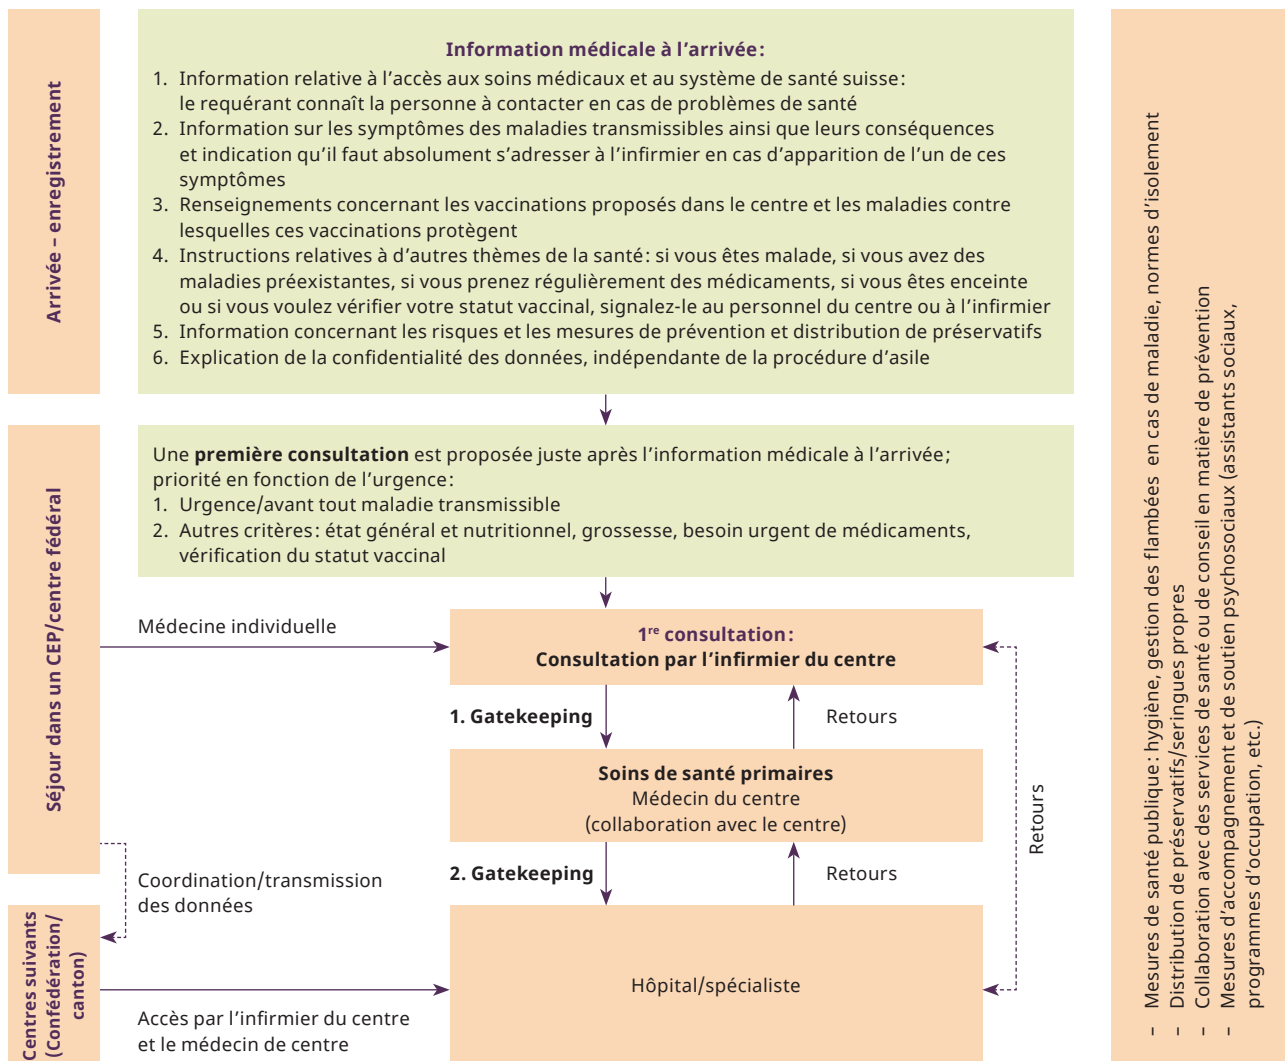 Arrivée – enregistrement
Information médicale à l’arrivée :
1. Information relative à l’accès aux soins médicaux et au système de santé suisse :
le requérant connaît la personne à contacter en cas de problèmes de santé
2. Information sur les symptômes des maladies transmissibles ainsi que leurs conséquences
et indication qu’il faut absolument s’adresser à l’infirmier en cas d’apparition de l’un de ces
symptômes
3. Renseignements concernant les vaccinations proposés dans le centre et les maladies contre
lesquelles ces vaccinations protègent
4. Instructions relatives à d’autres thèmes de la santé : si vous êtes malade, si vous avez des
maladies préexistantes, si vous prenez régulièrement des médicaments, si vous êtes enceinte
ou si vous voulez vérifier votre statut vaccinal, signalez-le au personnel du centre ou à l’infirmier
5. Information concernant les risques et les mesures de prévention et distribution de préservatifs
6. Explication de la confidentialité des données, indépendante de la procédure d’asile
Séjour dans un CEP/centre fédéral
Une première consultation est proposée juste après l’information médicale à l’arrivée ;
priorité en fonction de l’urgence :
1. Urgence/avant tout maladie transmissible
2. Autres critères : état général et nutritionnel, grossesse, besoin urgent de médicaments,
vérification du statut vaccinal
Médecine individuelle
1re consultation :
Consultation par l’infirmier du centre
1. Gatekeeping
Retours
Soins de santé primaires
Médecin du centre
(collaboration avec le centre)
2. Gatekeeping
Retours
Retours
Coordination/transmission
des données
Centres suivants
(Confédération/
canton)
Hôpital/spécialiste
Accès par l’infirmier du centre
et le médecin de centre
– Mesures de santé publique : hygiène, gestion des flambées en cas de maladie, normes d’isolement
– Distribution de préservatifs/seringues propres
– Collaboration avec des services de santé ou de conseil en matière de prévention
– Mesures d’accompagnement et de soutien psychosociaux (assistants sociaux,
programmes d’occupation, etc.)